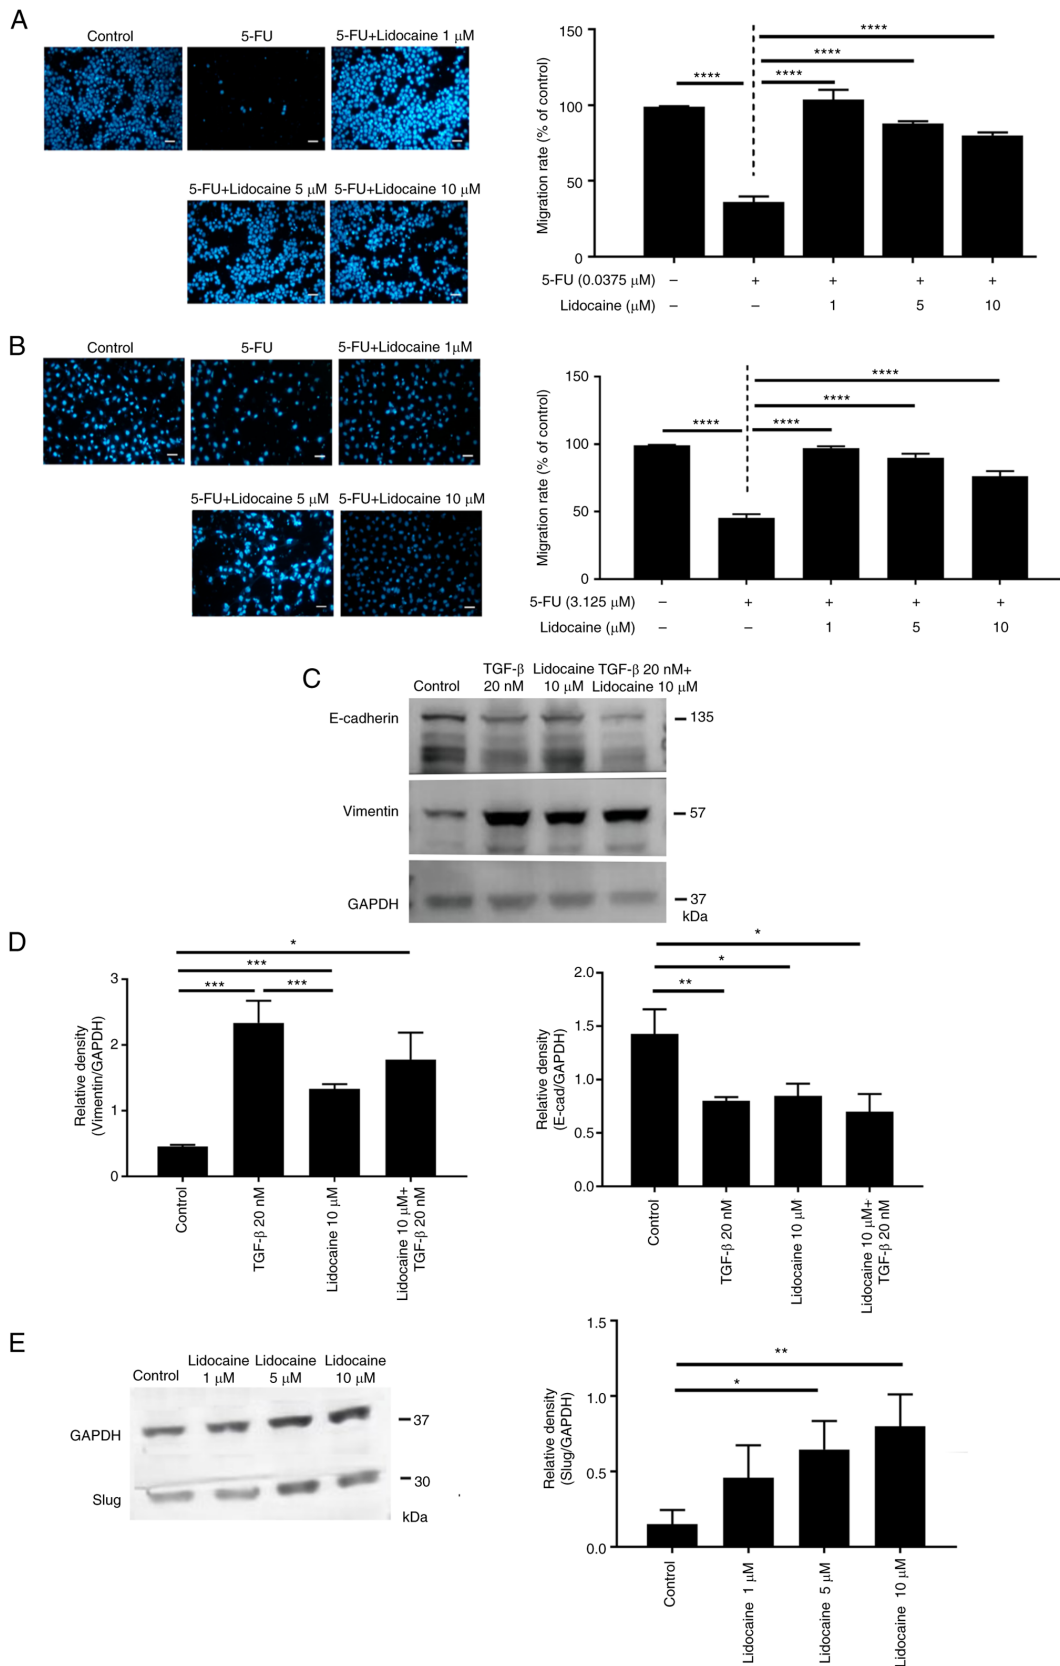 A
Control
5-FU
5-FU+Lidocaine 1 μM
5-FU+Lidocaine 5 μM
5-FU+Lidocaine 10 μM
Migration rate (% of control)
150
100
50
0
****
****
****
****
5-FU (0.0375 μM) – + + + +
Lidocaine (μM) – – 1 5 10
B
Control
5-FU
5-FU+Lidocaine 1μM
5-FU+Lidocaine 5 μM
5-FU+Lidocaine 10 μM
Migration rate (% of control)
150
100
50
0
****
****
****
****
5-FU (3.125 μM) – + + + +
Lidocaine (μM) – – 1 5 10
C
Control
TGF-β
20 nM
Lidocaine
10 μM
TGF-β 20 nM+
Lidocaine 10 μM
E-cadherin
135
Vimentin
57
GAPDH
37
kDa
D
Relative density
(Vimentin/GAPDH)
3
2
1
0
*
***
***
***
Control
TGF-β 20 nM
Lidocaine 10 μM
Lidocaine 10 μM+
TGF-β 20 nM
Relative density
(E-cad/GAPDH)
2.0
1.5
1.0
0.5
0.0
*
*
**
Control
TGF-β 20 nM
Lidocaine 10 μM
Lidocaine 10 μM+
TGF-β 20 nM
E
Control
Lidocaine
1 μM
Lidocaine
5 μM
Lidocaine
10 μM
GAPDH
37
30
Slug
kDa
Relative density
(Slug/GAPDH)
1.5
1.0
0.5
0.0
**
*
Control
Lidocaine 1 μM
Lidocaine 5 μM
Lidocaine 10 μM